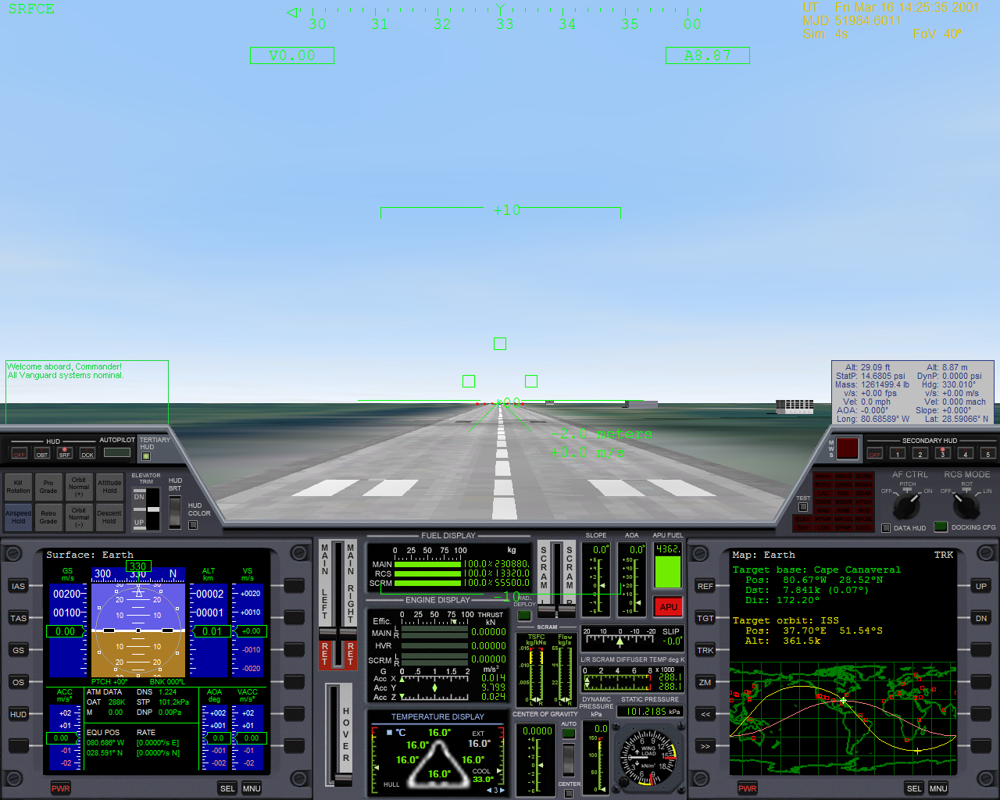 SRFCE
30 31 32 33 34 35 00
UT Fri Mar 16 14:25:35 2001
MJD 51984.6011
Sim 4s FoV 40º
V0.00
A8.87
+10
+0.0
-2.0 meters
+0.0 m/s
-10
Welcome aboard, Commander!
All Vanguard systems nominal.
Alt: 29.09 ft Alt: 8.87 m
StatP: 14.6805 psi DynP: 0.0000 psi
Mass: 1261499.4 lb Hdg: 330.010°
v/s: +0.00 fps v/s: +0.00 m/s
Vel: 0.0 mph Vel: 0.000 mach
AOA: -0.000° Slope: +0.000°
Long: 80.68589° W Lat: 28.59066° N
HUD
OFF OBT SRF DCK
AUTOPILOT
TERTIARY HUD
Kill Rotation
Pro Grade
Orbit Normal (+)
Attitude Hold
Airspeed Hold
Retro Grade
Orbit Normal (–)
Descent Hold
ELEVATOR TRIM
DN
UP
HUD BRT
HUD COLOR
MWS
SECONDARY HUD
OFF 1 2 3 4 5
TEST
AF CTRL
PITCH
OFF ON
RCS MODE
ROT
OFF LIN
DATA HUD
DOCKING CFG
Surface: Earth
330
GS m/s
300 330 N
ALT km
VS m/s
00200
00100
0.00
00002
00001
0.01
+0020
+0010
+0.00
-0010
-0020
PITCH +00° BNK 000°L
ACC m/s²
+02
+01
0.00
-01
-02
ATM DATA
OAT 288K
M 0.00
DNS 1.224
STP 101.2kPa
DNP 0.00Pa
EQU POS
080.686° W
028.591° N
RATE
[0.0000°/s E]
[0.0000°/s N]
AOA deg
+002
+001
0.0
-001
-002
VACC m/s²
+02
+01
0.00
-01
-02
IAS
TAS
GS
OS
HUD
PWR SEL MNU
MAIN LEFT
MAIN RIGHT
RET RET
HOVER
FUEL DISPLAY
0 25 50 75 100 kg
MAIN 100.0% 230880.
RCS 100.0% 13320.0
SCRM 100.0% 55500.0
ENGINE DISPLAY
0 25 50 75 100 THRUST kN
Effic.
MAIN L R 0.00000
HVR 0.00000
SCRM L R 0.00000
G 0 .5 1 1.5 2 m/s²
Acc X 0.014
Acc Y 9.799
Acc Z 0.024
TEMPERATURE DISPLAY
°C 16.0° EXT 16.0°
16.0° 16.0°
16.0° COOL 33.0°
HULL
3
SCRAM L
SCRAM R
RAD. DEPLOY
SCRAM
TSFC kg/kNs
Flow kg/s
.015
.010
.005
0
66
44
22
0
L R L R
SLOPE
0.0°
AOA
0.0°
APU FUEL
4362.
APU
20 10 0 -10 -20 SLIP -0.0°
L/R SCRAM DIFFUSER TEMP deg K
0 2 4 6 8 x 1000
288.1
288.1
CENTER OF GRAVITY
0.0000
AUTO
CENTER
DYNAMIC PRESSURE kPa
0.0
150
100
50
0
STATIC PRESSURE
101.2185 kPa
WING LOAD
kN/m²
Map: Earth TRK
Target base: Cape Canaveral
Pos: 80.67°W 28.52°N
Dst: 7.841k (0.07°)
Dir: 172.20°
Target orbit: ISS
Pos: 37.70°E 51.54°S
Alt: 361.5k
REF
TGT
TRK
ZM
<<
>>
UP
DN
PWR SEL MNU